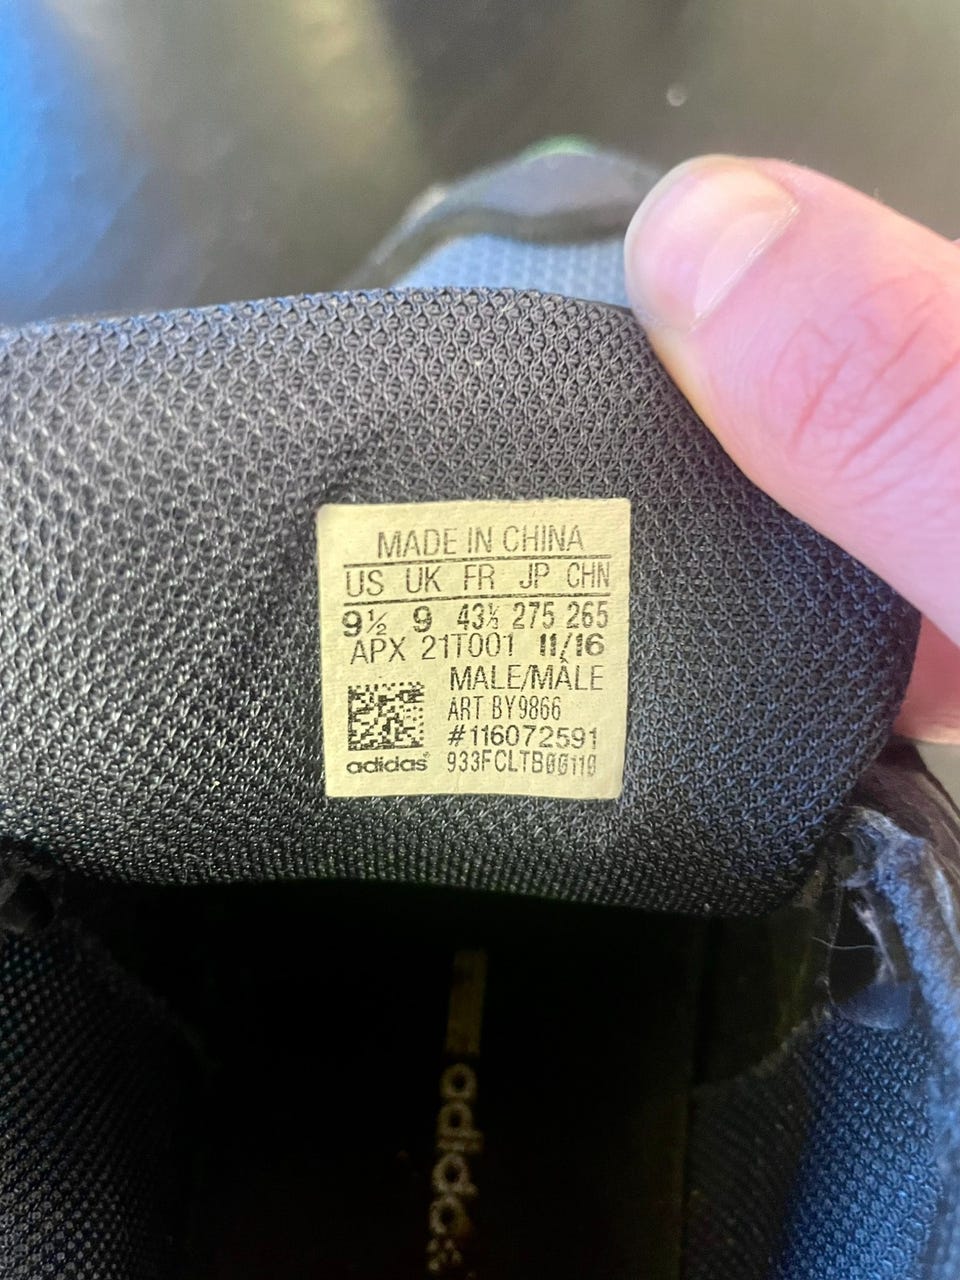 MADE IN CHINA
US UK FR JP CHN
9½ 9 43⅓ 275 265
APX 21T001 11/16
MALE/MÂLE
ART BY9866
#116072591
adidas® 933FCLTB00110
adidas